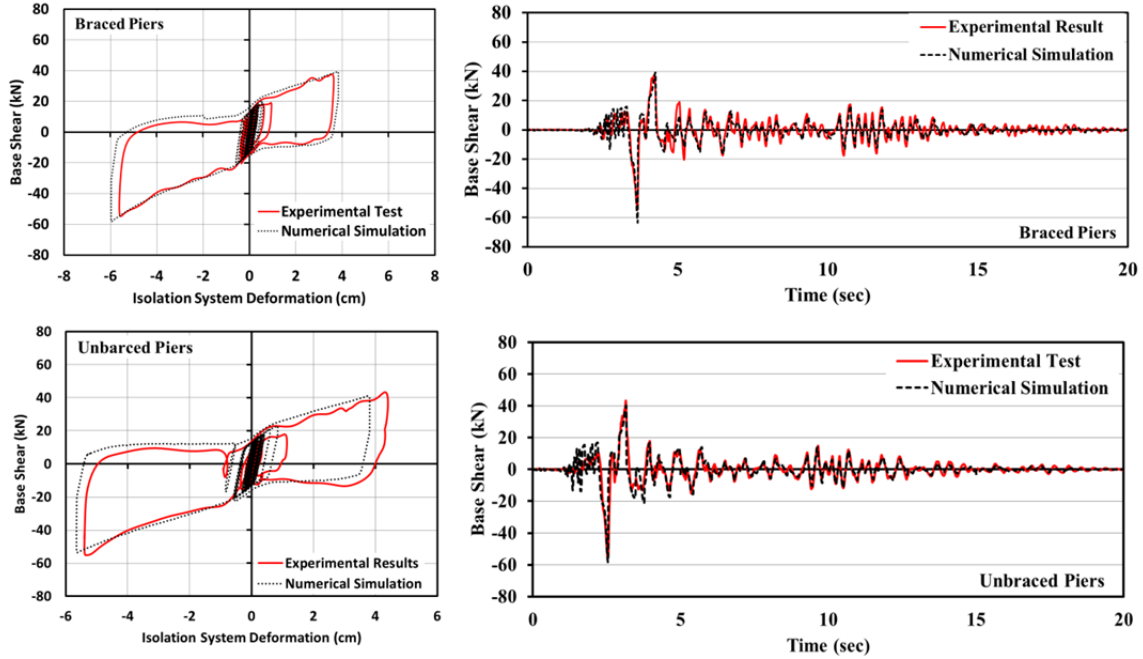 Braced Piers
80
60
40
20
0
-20
-40
-60
-80
Base Shear (kN)
Experimental Test
Numerical Simulation
-8 -6 -4 -2 0 2 4 6 8
Isolation System Deformation (cm)
80
60
40
20
0
-20
-40
-60
-80
Base Shear (kN)
Experimental Result
Numerical Simulation
Braced Piers
0 5 10 15 20
Time (sec)
Unbarced Piers
80
60
40
20
0
-20
-40
-60
-80
Base Shear (kN)
Experimental Results
Numerical Simulation
-6 -4 -2 0 2 4 6
Isolation System Deformation (cm)
80
60
40
20
0
-20
-40
-60
-80
Base Shear (kN)
Experimental Test
Numerical Simulation
Unbraced Piers
0 5 10 15 20
Time (sec)